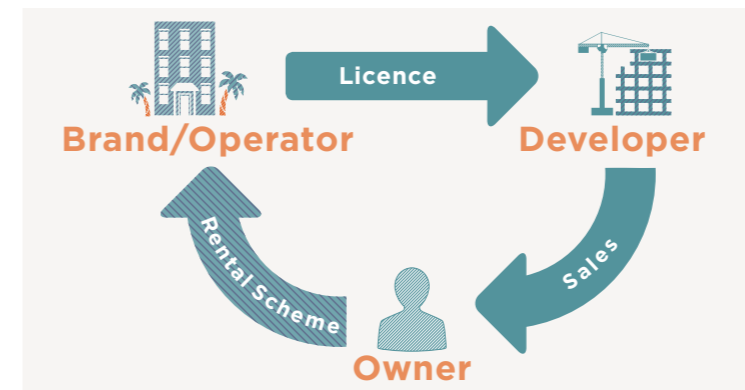 Licence
Brand/Operator
Developer
Rental Scheme
Sales
Owner